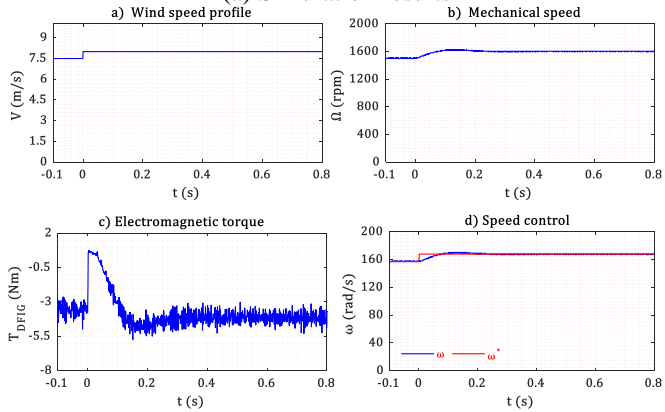 a) Wind speed profile
9
7.5
6
4.5
3
1.5
0
V (m/s)
-0.1 0 0.2 0.4 0.6 0.8
t (s)
b) Mechanical speed
2000
1600
1200
800
400
0
Ω (rpm)
-0.1 0 0.2 0.4 0.6 0.8
t (s)
c) Electromagnetic torque
2
-0.5
-3
-5.5
-8
T_DFIG (Nm)
-0.1 0 0.2 0.4 0.6 0.8
t (s)
d) Speed control
200
160
120
80
40
0
ω (rad/s)
ω ω*
-0.1 0 0.2 0.4 0.6 0.8
t (s)